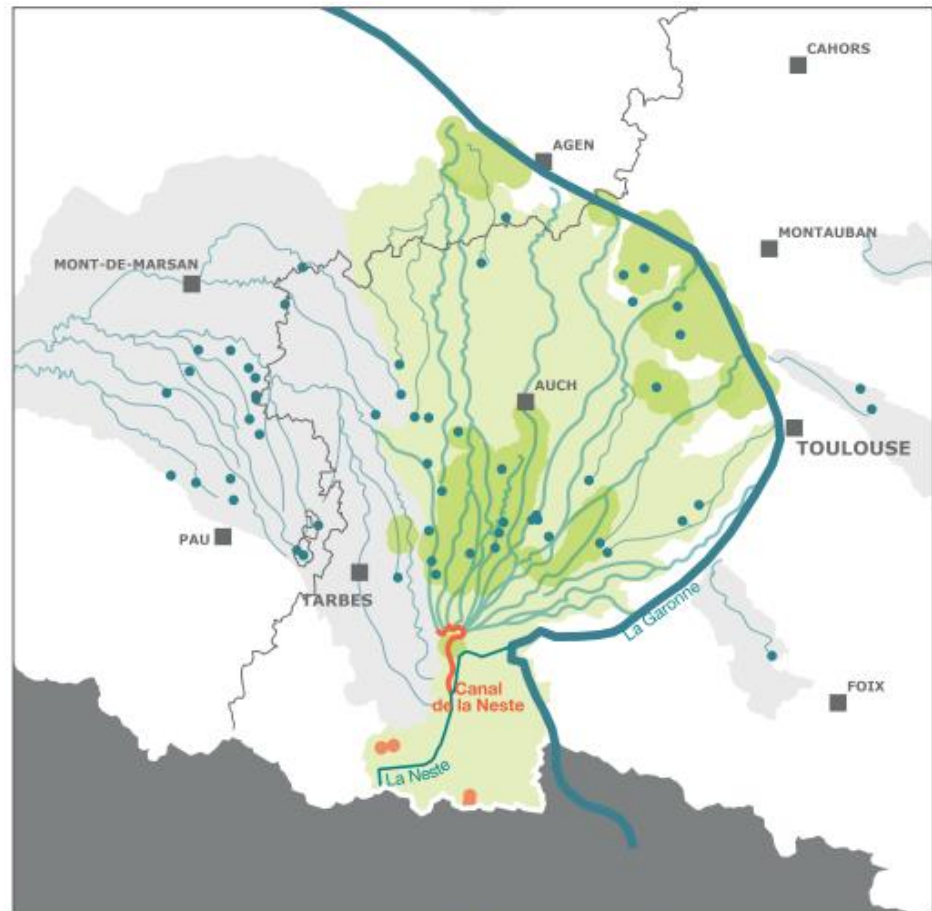 CAHORS
AGEN
MONTAUBAN
MONT-DE-MARSAN
AUCH
TOULOUSE
PAU
TARBES
La Garonne
Canal
de la Neste
FOIX
La Neste